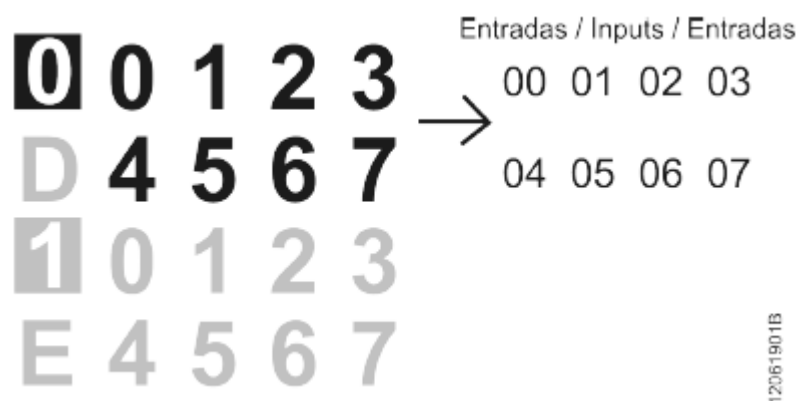 Entradas / Inputs / Entradas
0 0 1 2 3
00 01 02 03
D 4 5 6 7
04 05 06 07
1 0 1 2 3
E 4 5 6 7
12061901B